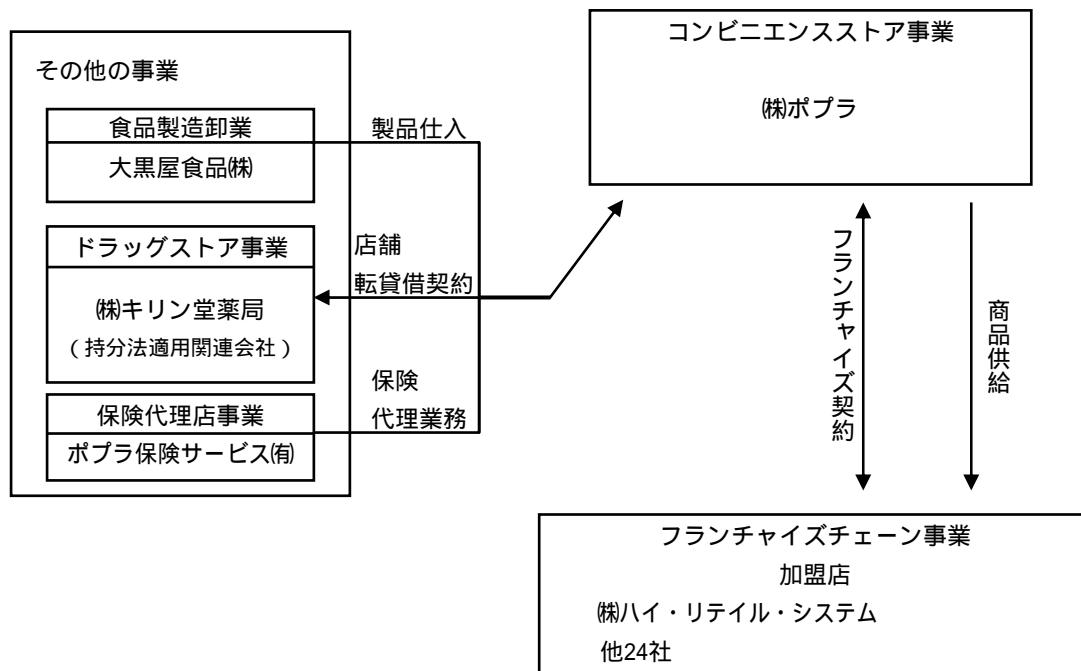 コンビニエンスストア事業
㈱ポプラ
その他の事業
食品製造卸業
大黒屋食品㈱
製品仕入
ドラッグストア事業
㈱キリン堂薬局
(持分法適用関連会社)
店舗
転貸借契約
保険代理店事業
ポプラ保険サービス㈲
保険
代理業務
フランチャイズ契約
商品供給
フランチャイズチェーン事業
加盟店
㈱ハイ・リテイル・システム
他24社